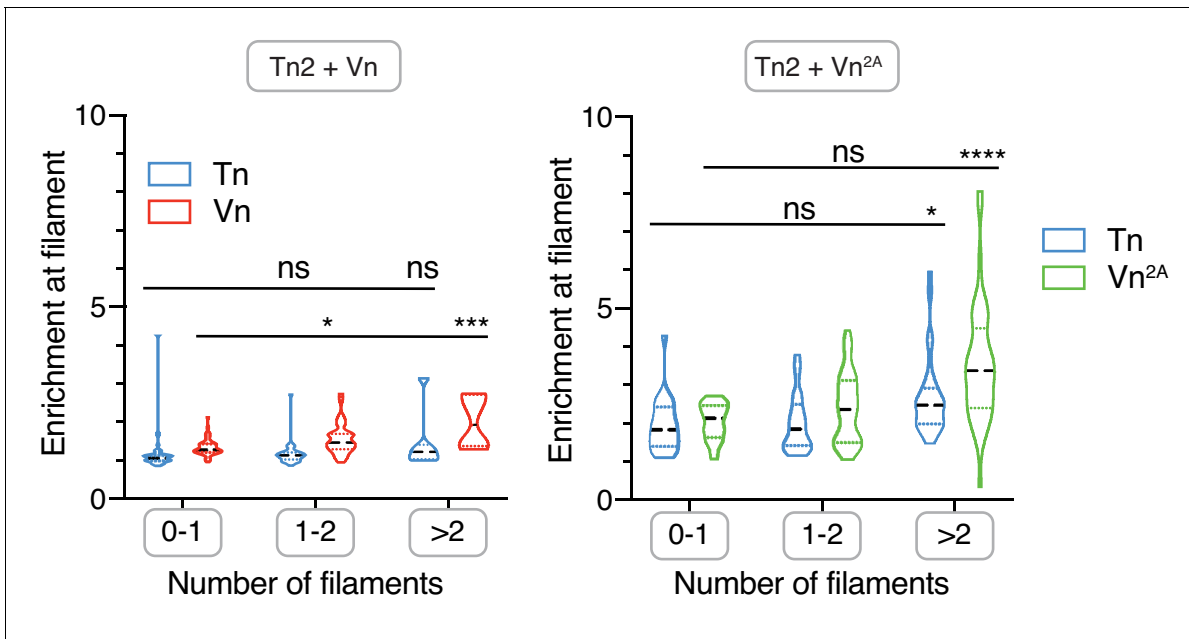 Tn2 + Vn
Enrichment at filament
10
5
0
Tn
Vn
ns ns
* ***
0-1 1-2 >2
Number of filaments
Tn2 + Vn²ᴬ
Enrichment at filament
10
5
0
ns ****
ns *
Tn
Vn²ᴬ
0-1 1-2 >2
Number of filaments